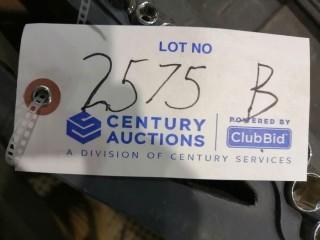 LOT NO
2575 B
CENTURY AUCTIONS
POWERED BY
ClubBid
A DIVISION OF CENTURY SERVICES